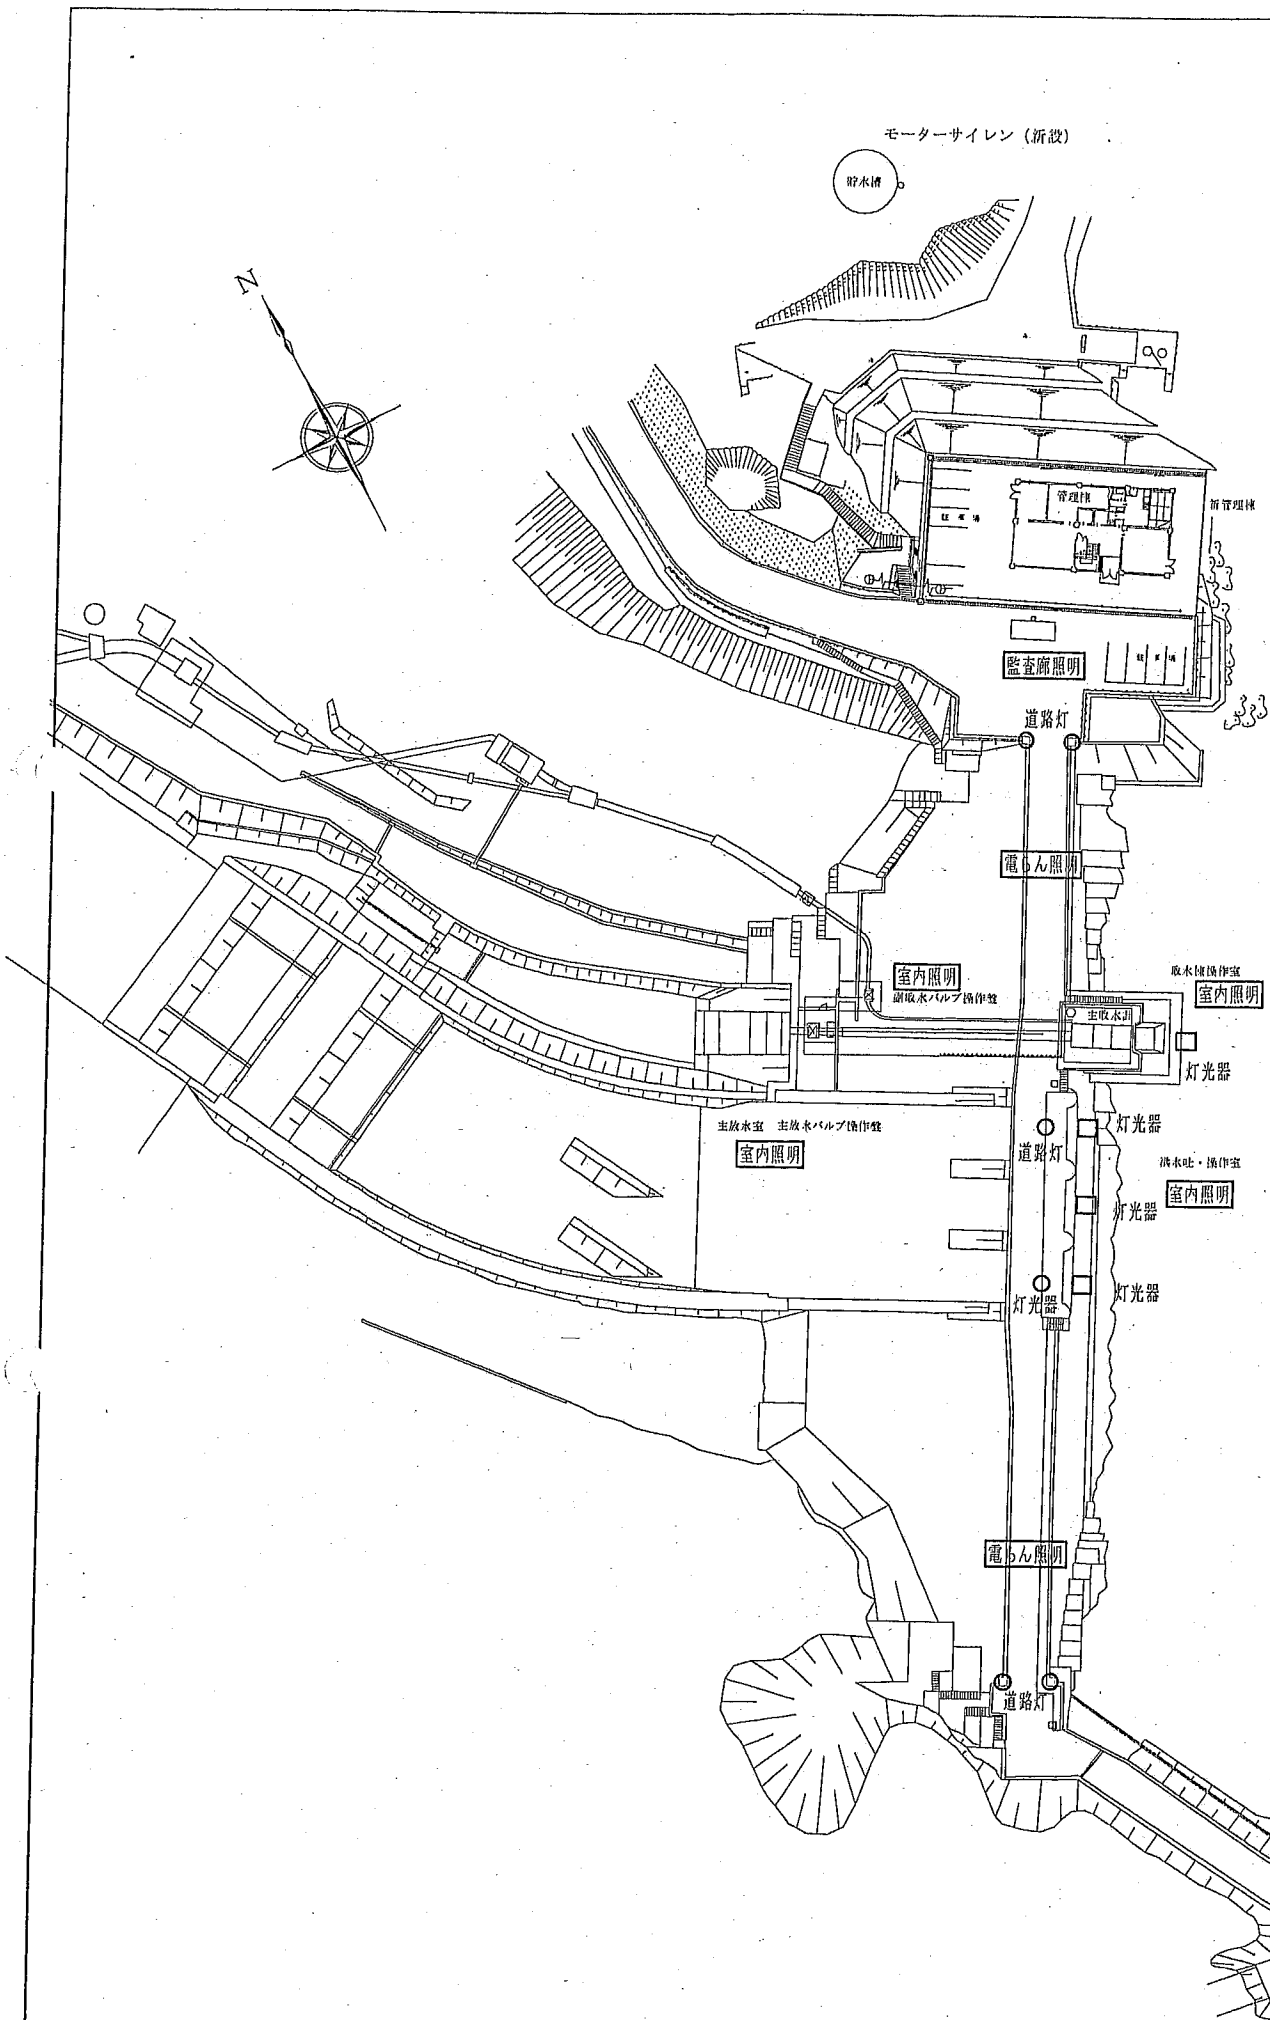 モーターサイレン（新設）
貯水槽
N
管理棟
新管理棟
駐車場
監査廊照明
駐車場
道路灯
電らん照明
室内照明
副取水バルブ操作盤
取水棟操作室
室内照明
灯光器
主放水室 主放水バルブ操作盤
室内照明
道路灯
灯光器
洪水吐・操作室
室内照明
灯光器
灯光器
灯光器
電らん照明
道路灯